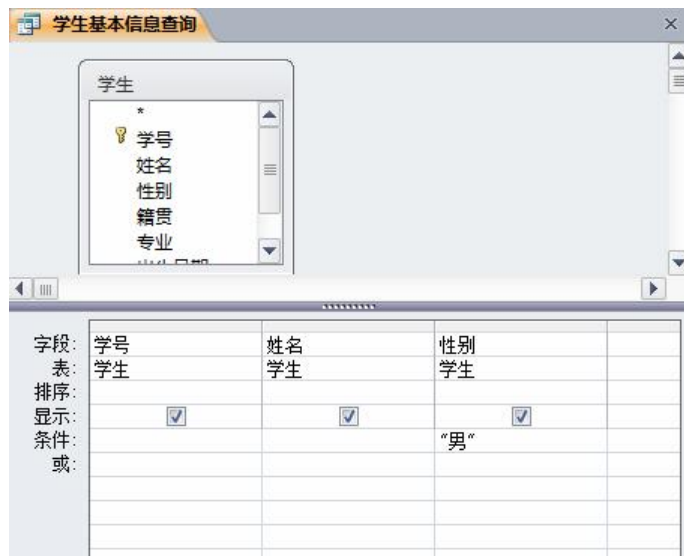 学生基本信息查询
学生
*
学号
姓名
性别
籍贯
专业
字段: 学号 姓名 性别
表: 学生 学生 学生
排序:
显示:
条件: "男"
或: